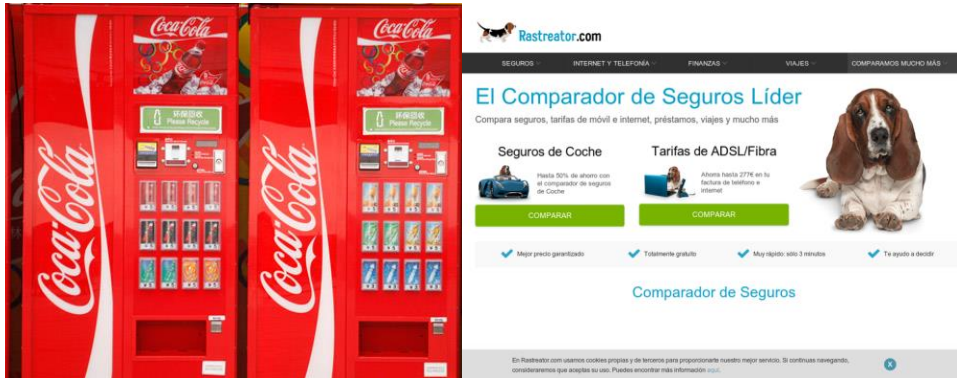 Coca-Cola
环保回收
Please Recycle
Coca-Cola
Coca-Cola
环保回收
Please Recycle
Coca-Cola
Rastreator.com
SEGUROS
INTERNET Y TELEFONÍA
FINANZAS
VIAJES
COMPARAMOS MUCHO MÁS
El Comparador de Seguros Líder
Compara seguros, tarifas de móvil e internet, préstamos, viajes y mucho más
Seguros de Coche
Hasta 50% de ahorro con
el comparador de seguros
de Coche
COMPARAR
Tarifas de ADSL/Fibra
Ahorra hasta 277€ en tu
factura de teléfono e
internet
COMPARAR
Mejor precio garantizado
Totalmente gratuito
Muy rápido: sólo 3 minutos
Te ayudo a decidir
Comparador de Seguros
En Rastreator.com usamos cookies propias y de terceros para proporcionarte nuestro mejor servicio. Si continuas navegando,
consideraremos que aceptas su uso. Puedes encontrar más información aquí.
X